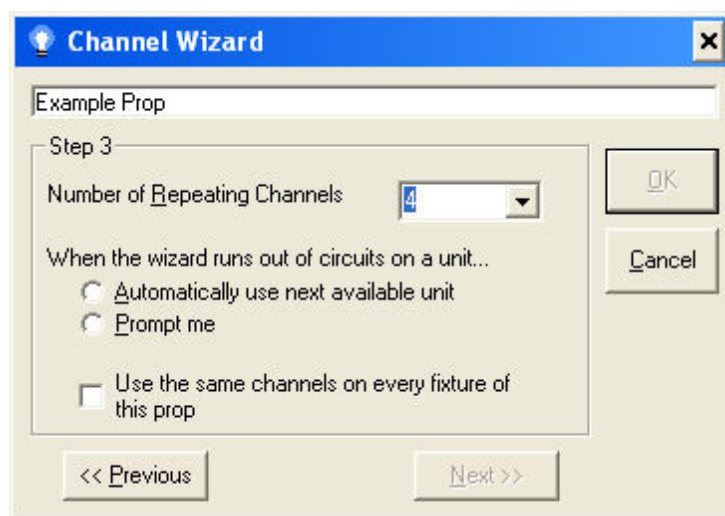 Channel Wizard
Example Prop
Step 3
Number of Repeating Channels 4
OK
When the wizard runs out of circuits on a unit...
Cancel
Automatically use next available unit
Prompt me
Use the same channels on every fixture of
this prop
<< Previous
Next >>